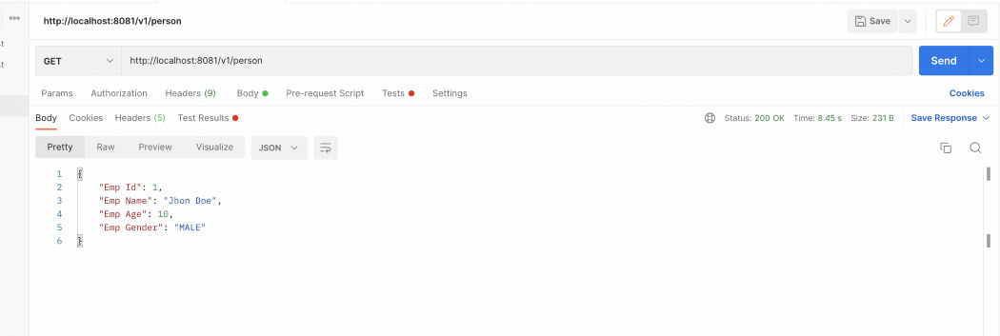 http://localhost:8081/v1/person
Save
st
st
GET
http://localhost:8081/v1/person
Send
Params Authorization Headers (9) Body Pre-request Script Tests Settings Cookies
Body Cookies Headers (5) Test Results Status: 200 OK Time: 8.45 s Size: 231 B Save Response
Pretty Raw Preview Visualize JSON
1 {
2 "Emp Id": 1,
3 "Emp Name": "Jhon Doe",
4 "Emp Age": 10,
5 "Emp Gender": "MALE"
6 }